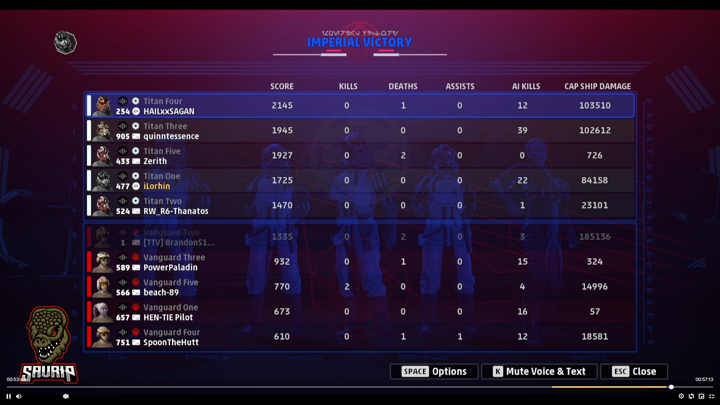 IMPERIAL VICTORY
SCORE KILLS DEATHS ASSISTS AI KILLS CAP SHIP DAMAGE
Titan Four
254 HAILxxSAGAN 2145 0 1 0 12 103510
Titan Three
905 quinntessence 1945 0 0 0 39 102612
Titan Five
433 Zerith 1927 0 2 0 0 726
Titan One
477 iLorhin 1725 0 0 0 22 84158
Titan Two
524 RW_R6-Thanatos 1470 0 0 0 1 23101
Vanguard Two
1 [TTV] BrandonS1... 1335 0 2 0 3 185136
Vanguard Three
589 PowerPaladin 932 0 1 0 15 324
Vanguard Five
566 beach-89 770 2 0 0 4 14996
Vanguard One
657 HEN-TIE Pilot 673 0 0 0 16 57
Vanguard Four
751 SpoonTheHutt 610 0 1 1 12 18581
SAURIP
SPACE Options K Mute Voice & Text ESC Close
00:57:13